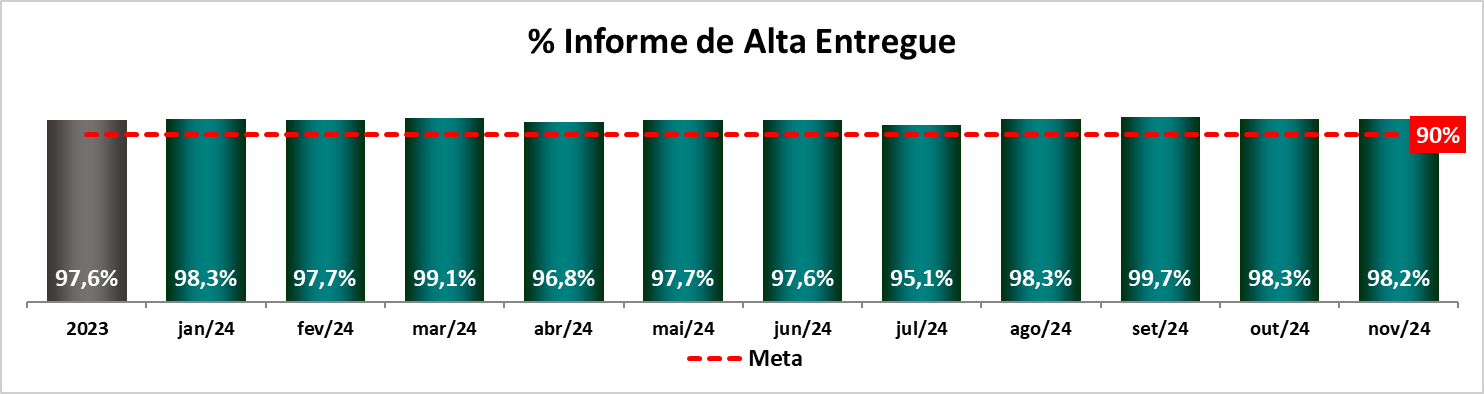 % Informe de Alta Entregue
90%
97,6% 98,3% 97,7% 99,1% 96,8% 97,7% 97,6% 95,1% 98,3% 99,7% 98,3% 98,2%
2023 jan/24 fev/24 mar/24 abr/24 mai/24 jun/24 jul/24 ago/24 set/24 out/24 nov/24
Meta